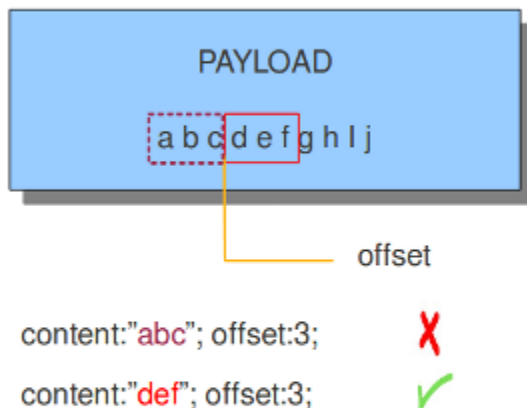 PAYLOAD
a b c d e f g h I j
offset
content:”abc”; offset:3;
content:”def”; offset:3;